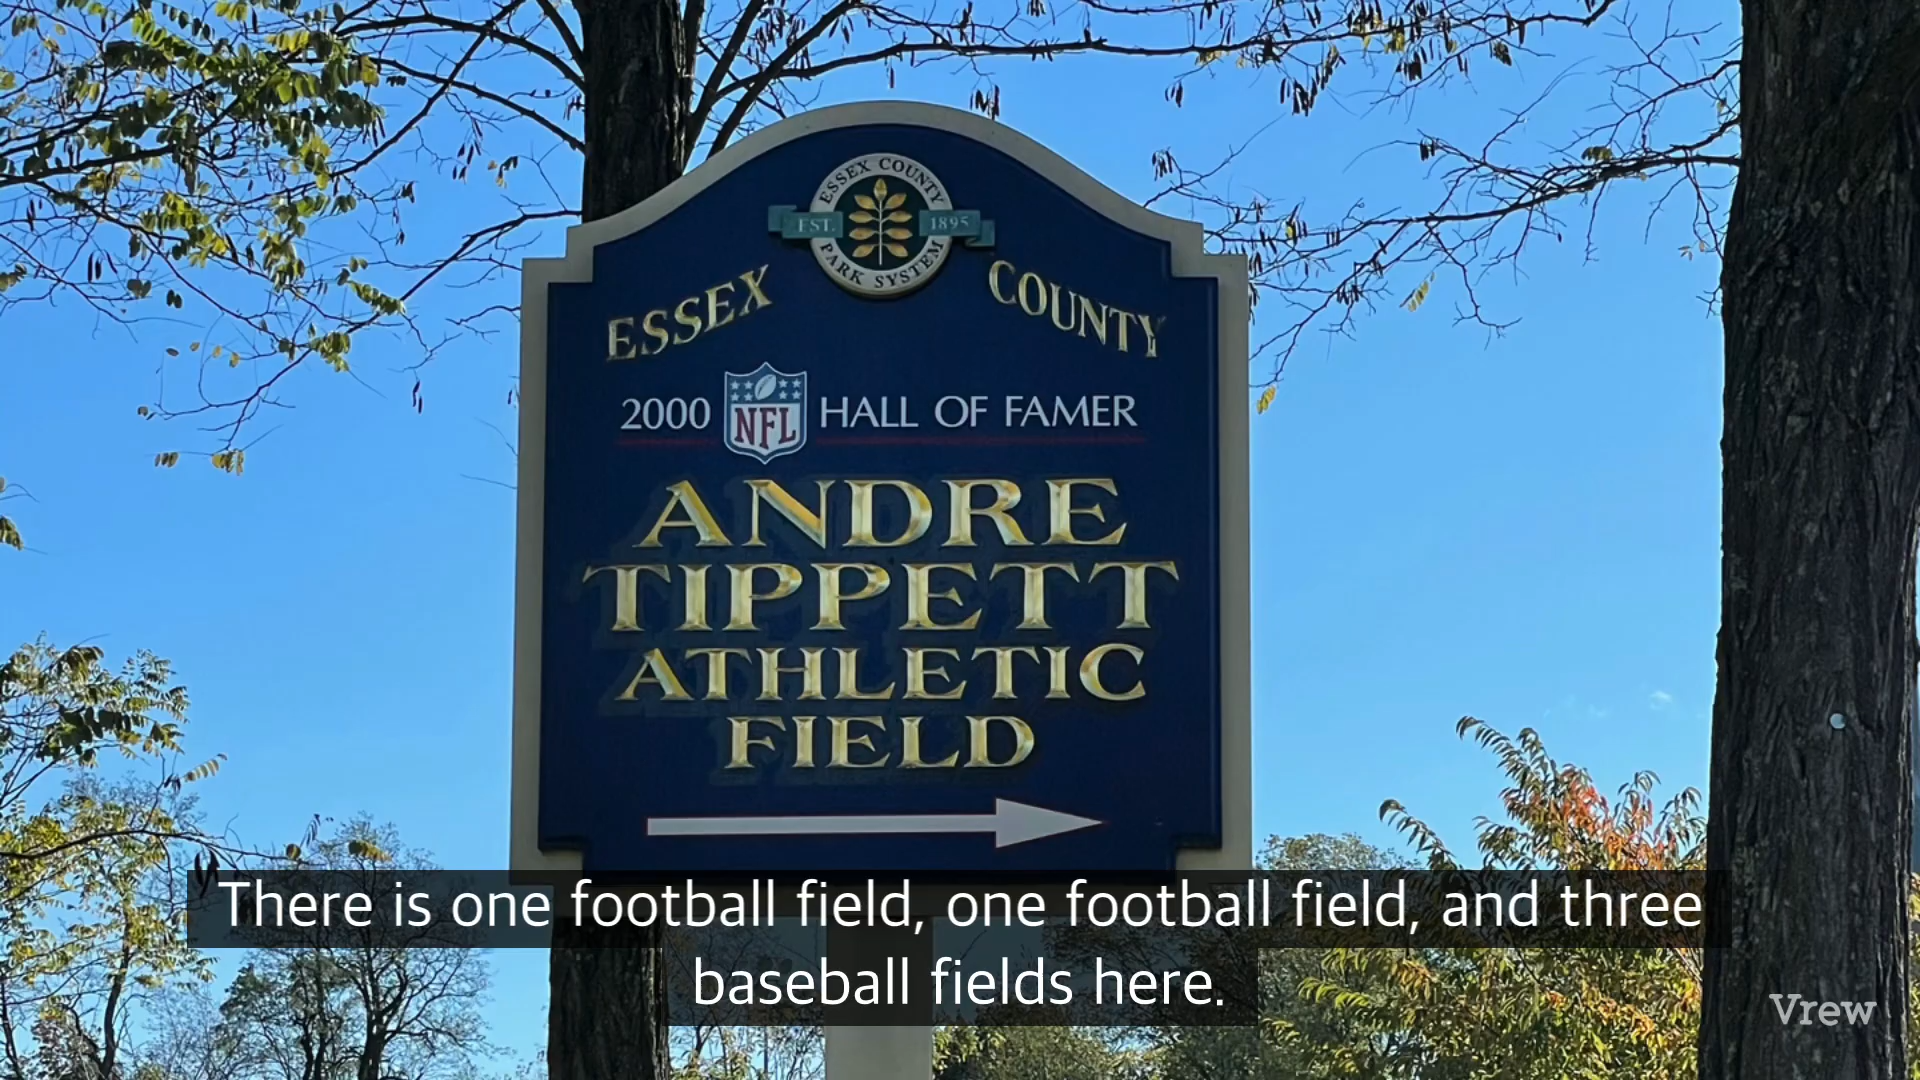 ESSEX COUNTY
EST. 1895
PARK SYSTEM
ESSEX COUNTY
2000 NFL HALL OF FAMER
ANDRE
TIPPETT
ATHLETIC
FIELD
There is one football field, one football field, and three
baseball fields here.
Vrew